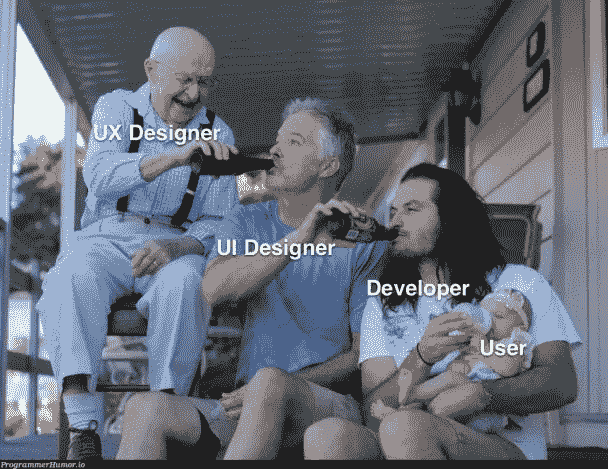 UX Designer
UI Designer
Developer
User
ProgrammerHumor.io